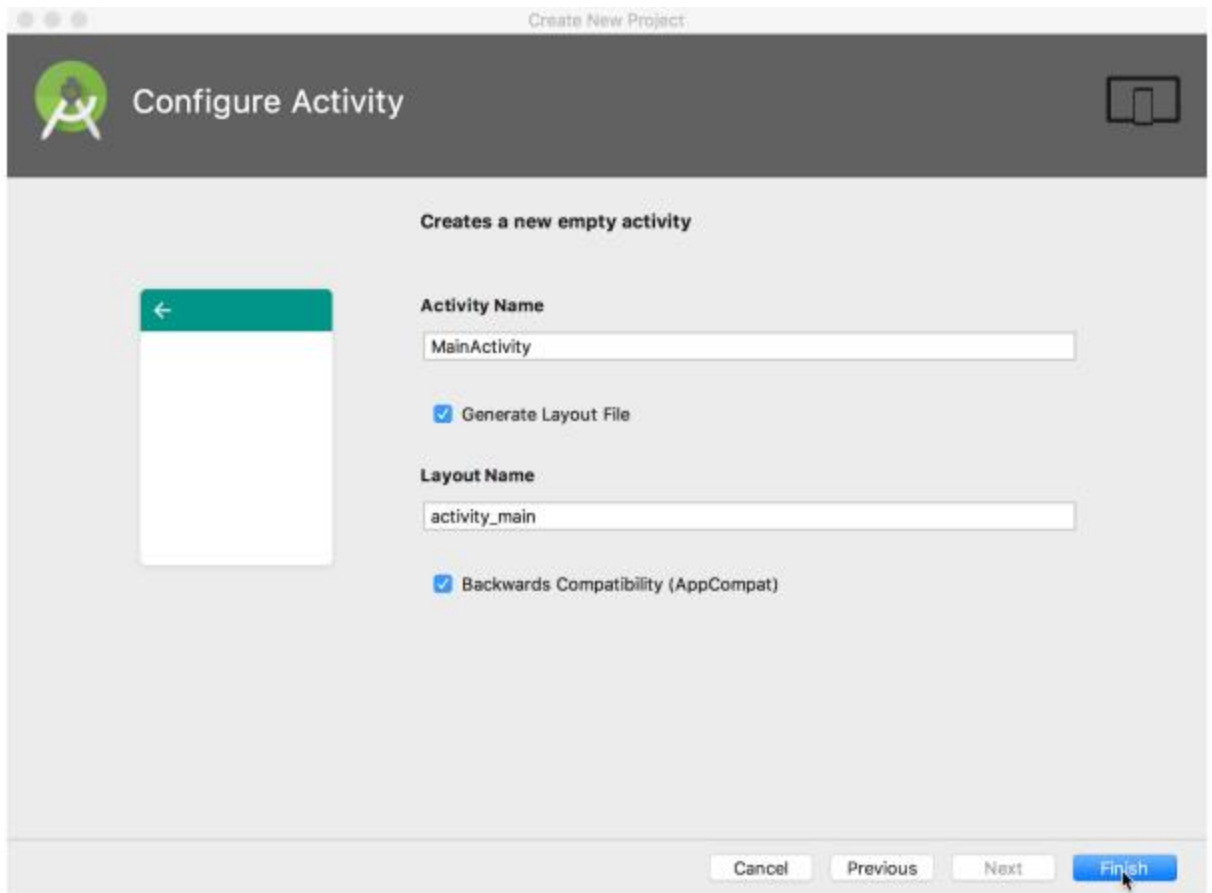 Create New Project
Configure Activity
Creates a new empty activity
Activity Name
MainActivity
Generate Layout File
Layout Name
activity_main
Backwards Compatibility (AppCompat)
Cancel
Previous
Next
Finish